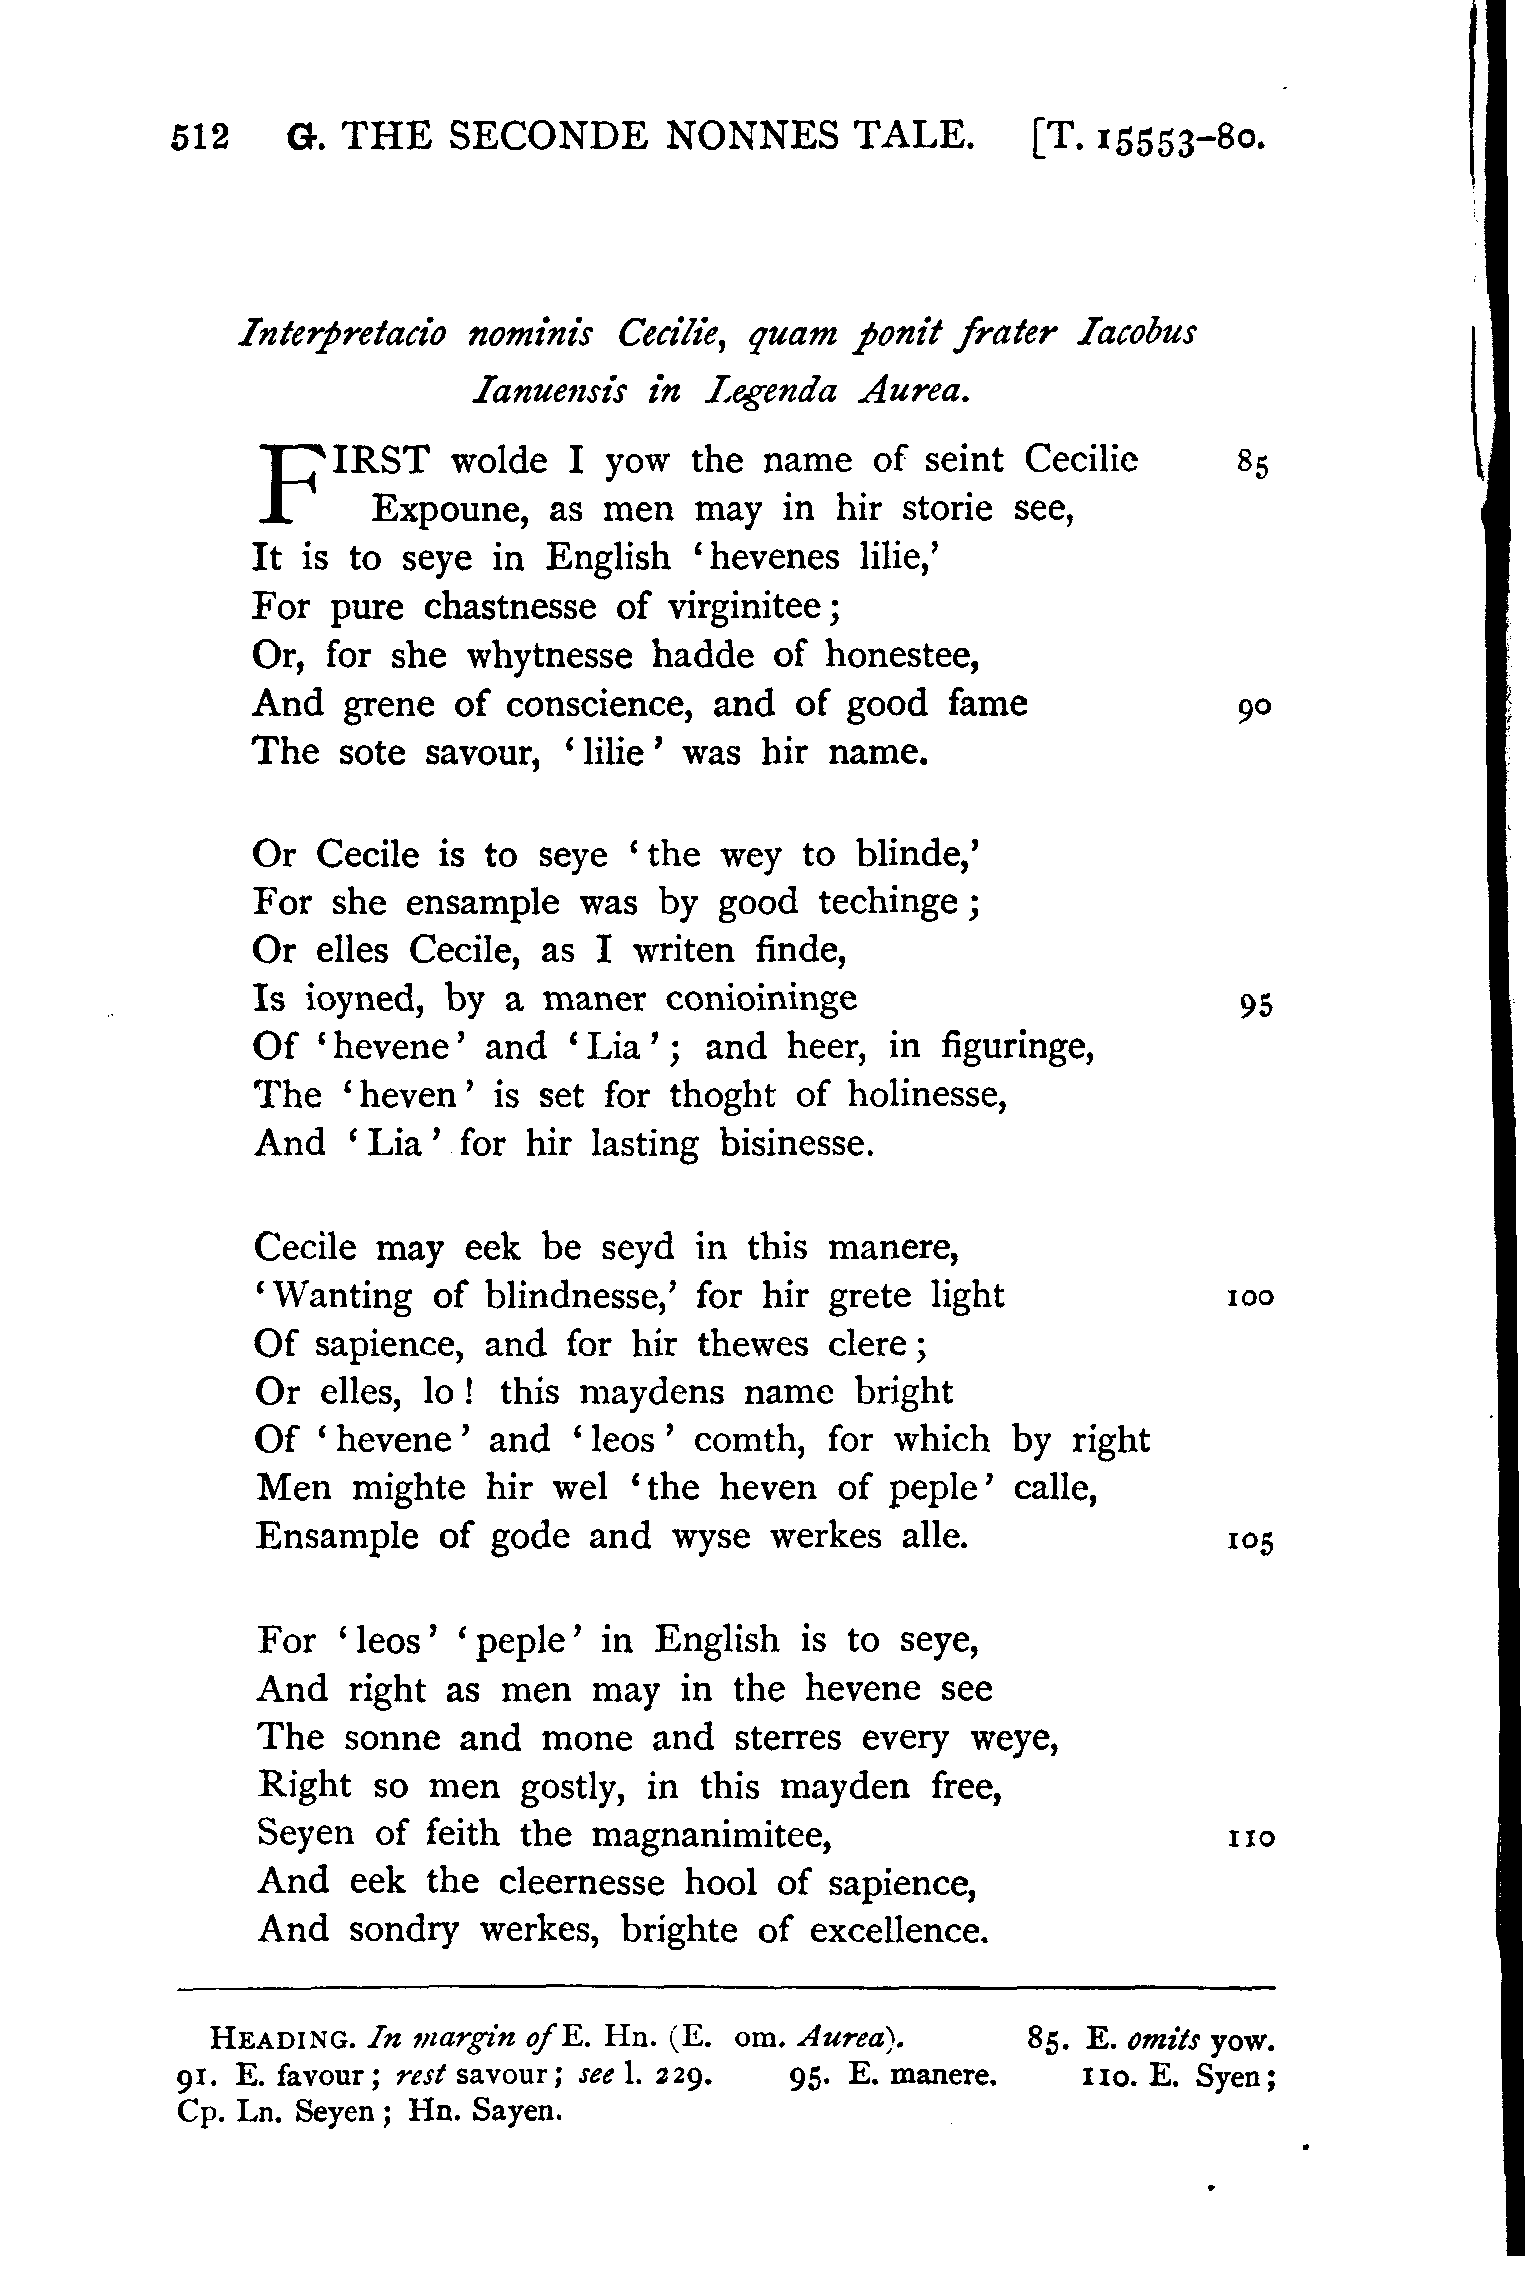 512 G. THE SECONDE NONNES TALE. [T. 15553–80.
Interpretacio nominis Cecilie, quam ponit frater Iacobus
Ianuensis in Legenda Aurea.
FIRST wolde I yow the name of seint Cecilie 85
Expoune, as men may in hir storie see,
It is to seye in English ‘hevenes lilie,’
For pure chastnesse of virginitee;
Or, for she whytnesse hadde of honestee,
And grene of conscience, and of good fame 90
The sote savour, ‘lilie’ was hir name.
Or Cecile is to seye ‘the wey to blinde,’
For she ensample was by good techinge;
Or elles Cecile, as I writen finde,
Is ioyned, by a maner conioininge 95
Of ‘hevene’ and ‘Lia’; and heer, in figuringe,
The ‘heven’ is set for thoght of holinesse,
And ‘Lia’ for hir lasting bisinesse.
Cecile may eek be seyd in this manere,
‘Wanting of blindnesse,’ for hir grete light 100
Of sapience, and for hir thewes clere;
Or elles, lo! this maydens name bright
Of ‘hevene’ and ‘leos’ comth, for which by right
Men mighte hir wel ‘the heven of peple’ calle,
Ensample of gode and wyse werkes alle. 105
For ‘leos’ ‘peple’ in English is to seye,
And right as men may in the hevene see
The sonne and mone and sterres every weye,
Right so men gostly, in this mayden free,
Seyen of feith the magnanimitee, 110
And eek the cleernesse hool of sapience,
And sondry werkes, brighte of excellence.
HEADING. In margin of E. Hn. (E. om. Aurea). 85. E. omits yow.
91. E. favour; rest savour; see l. 229. 95. E. manere. 110. E. Syen;
Cp. Ln. Seyen; Hn. Sayen.